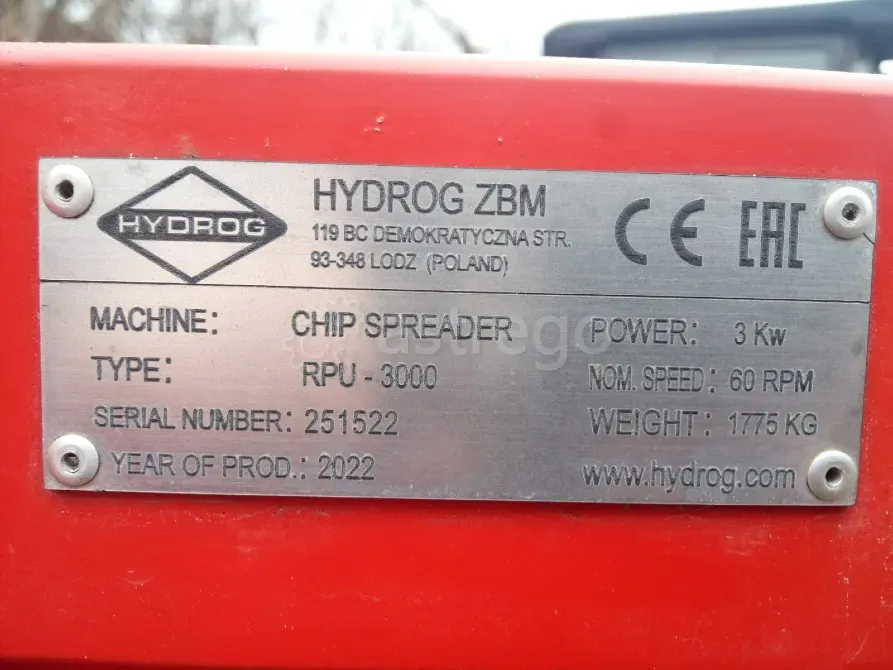 HYDROG
HYDROG ZBM
119 BC DEMOKRATYCZNA STR.
93-348 LODZ (POLAND)
CE EAC
MACHINE: CHIP SPREADER
POWER: 3 Kw
TYPE: RPU - 3000
NOM. SPEED: 60 RPM
SERIAL NUMBER: 251522
WEIGHT: 1775 KG
YEAR OF PROD.: 2022
www.hydrog.com